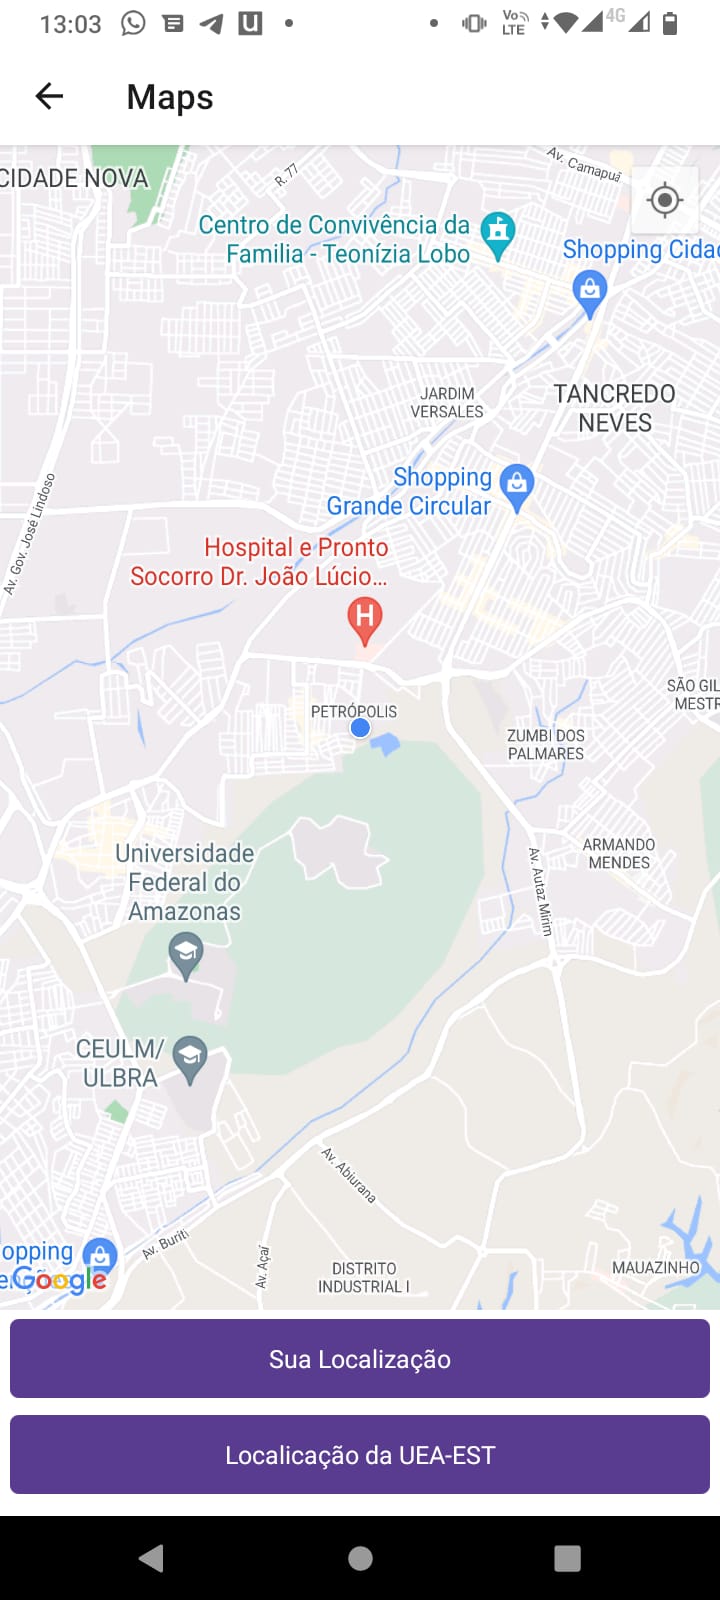 13:03
Vo
LTE
4G
Maps
CIDADE NOVA
R. 77
Av. Camapuã
Centro de Convivência da
Familia - Teonízia Lobo
Shopping Cidad
JARDIM
VERSALES
TANCREDO
NEVES
Shopping
Grande Circular
Av. Gov. José Lindoso
Hospital e Pronto
Socorro Dr. João Lúcio...
H
PETRÓPOLIS
SÃO GIL
MESTR
ZUMBI DOS
PALMARES
Universidade
Federal do
Amazonas
ARMANDO
MENDES
Av. Autaz Mirim
CEULM/
ULBRA
Av. Abiurana
Av. Buriti
Av. Açaí
opping
Google
DISTRITO
INDUSTRIAL I
MAUAZINHO
Sua Localização
Localicação da UEA-EST